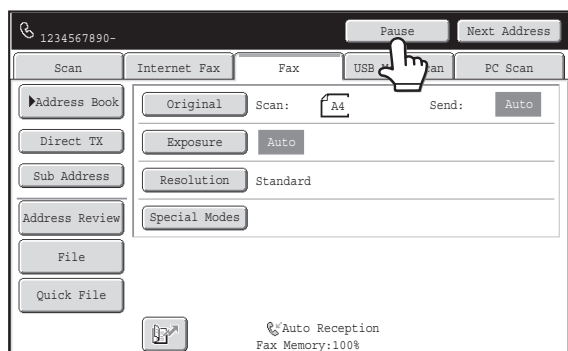 1234567890-
Pause
Next Address
Scan
Internet Fax
Fax
USB M an
PC Scan
Address Book
Original
Scan:
A4
Send:
Auto
Direct TX
Exposure
Auto
Sub Address
Resolution
Standard
Address Review
Special Modes
File
Quick File
Auto Reception
Fax Memory:100%